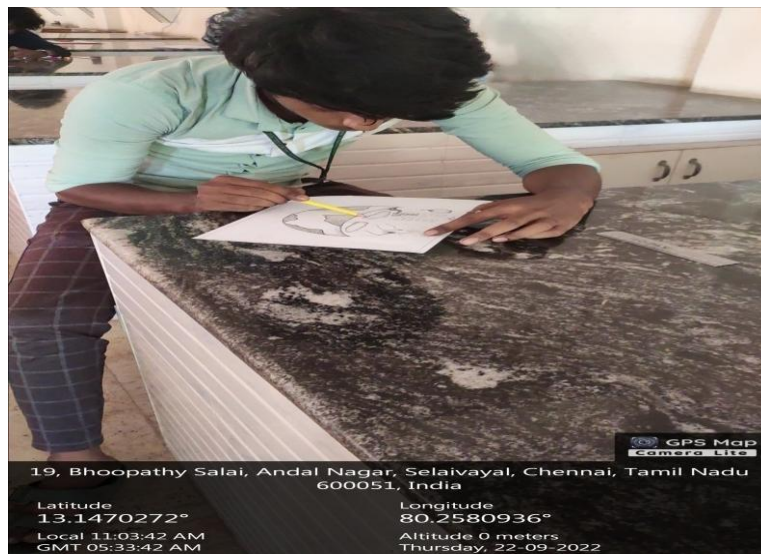 GPS Map
Camera Lite
19, Bhoopathy Salai, Andal Nagar, Selaivayal, Chennai, Tamil Nadu
600051, India
Latitude
13.1470272°
Longitude
80.2580936°
Local 11:03:42 AM
GMT 05:33:42 AM
Altitude 0 meters
Thursday, 22-09-2022